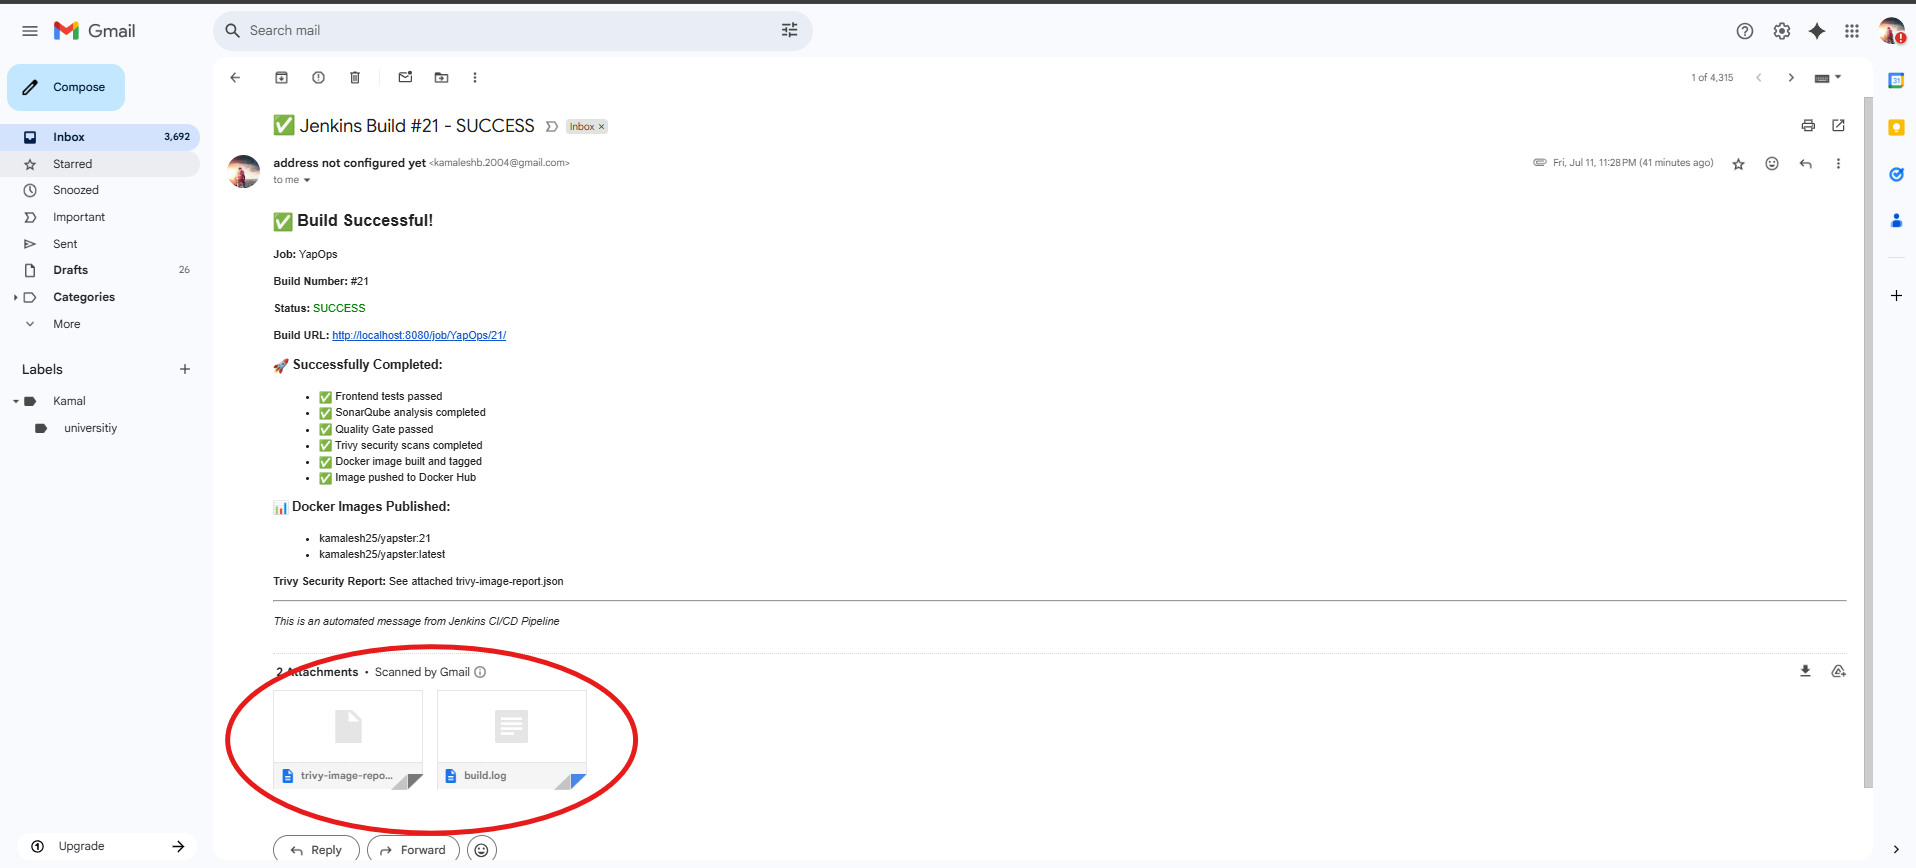 Gmail
Search mail
Compose
1 of 4,315
Inbox 3,692
Starred
Snoozed
Important
Sent
Drafts 26
Categories
More
Labels
Kamal
universitiy
Upgrade
✅ Jenkins Build #21 - SUCCESS Inbox ×
address not configured yet <kamaleshb.2004@gmail.com>
Fri, Jul 11, 11:28 PM (41 minutes ago)
to me
✅ Build Successful!
Job: YapOps
Build Number: #21
Status: SUCCESS
Build URL: http://localhost:8080/job/YapOps/21/
🚀 Successfully Completed:
• ✅ Frontend tests passed
• ✅ SonarQube analysis completed
• ✅ Quality Gate passed
• ✅ Trivy security scans completed
• ✅ Docker image built and tagged
• ✅ Image pushed to Docker Hub
📊 Docker Images Published:
• kamalesh25/yapster:21
• kamalesh25/yapster:latest
Trivy Security Report: See attached trivy-image-report.json
This is an automated message from Jenkins CI/CD Pipeline
2 Attachments • Scanned by Gmail
trivy-image-repo...
build.log
Reply
Forward
31